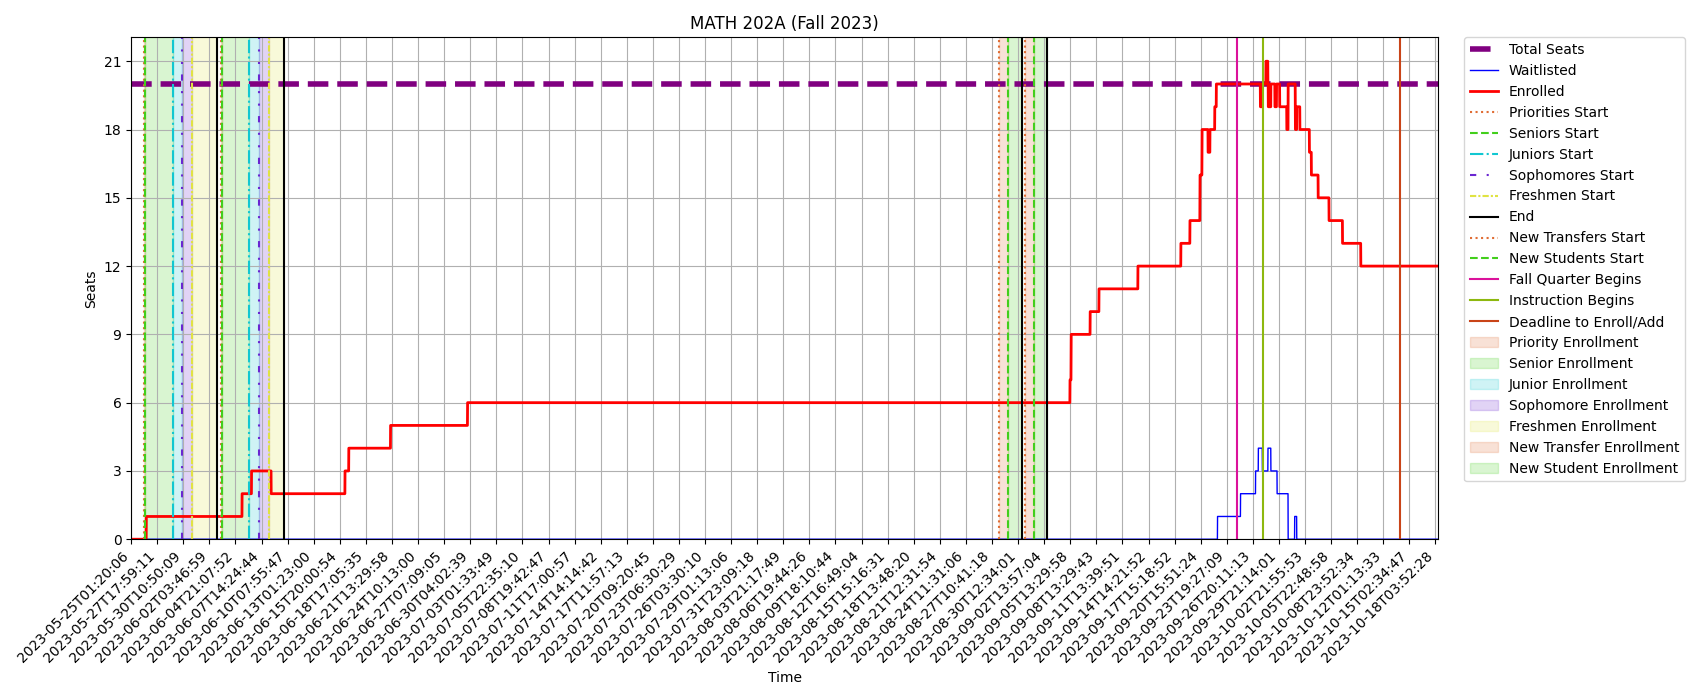 MATH 202A (Fall 2023)
Seats
21
18
15
12
9
6
3
0
2023-05-25T01:20:06
2023-05-27T17:59:11
2023-05-30T10:50:09
2023-06-02T03:46:59
2023-06-04T21:07:52
2023-06-07T14:24:44
2023-06-10T07:55:47
2023-06-13T01:23:00
2023-06-15T20:00:54
2023-06-18T17:05:35
2023-06-21T13:29:58
2023-06-24T10:13:00
2023-06-27T07:09:05
2023-06-30T04:02:39
2023-07-03T01:33:49
2023-07-05T22:35:10
2023-07-08T19:42:47
2023-07-11T17:00:57
2023-07-14T14:14:42
2023-07-17T11:57:13
2023-07-20T09:20:45
2023-07-23T06:30:29
2023-07-26T03:30:10
2023-07-29T01:13:06
2023-07-31T23:09:18
2023-08-03T21:17:49
2023-08-06T19:44:26
2023-08-09T18:10:44
2023-08-12T16:49:04
2023-08-15T15:16:31
2023-08-18T13:48:20
2023-08-21T12:31:54
2023-08-24T11:31:06
2023-08-27T10:41:18
2023-08-30T12:34:01
2023-09-02T13:57:04
2023-09-05T13:29:58
2023-09-08T13:29:43
2023-09-11T13:39:51
2023-09-14T14:21:52
2023-09-17T15:18:52
2023-09-20T15:51:24
2023-09-23T19:27:09
2023-09-26T20:11:13
2023-09-29T21:14:01
2023-10-02T21:55:53
2023-10-05T22:48:58
2023-10-08T23:52:34
2023-10-12T01:13:33
2023-10-15T02:34:47
2023-10-18T03:52:28
Time
Total Seats
Waitlisted
Enrolled
Priorities Start
Seniors Start
Juniors Start
Sophomores Start
Freshmen Start
End
New Transfers Start
New Students Start
Fall Quarter Begins
Instruction Begins
Deadline to Enroll/Add
Priority Enrollment
Senior Enrollment
Junior Enrollment
Sophomore Enrollment
Freshmen Enrollment
New Transfer Enrollment
New Student Enrollment